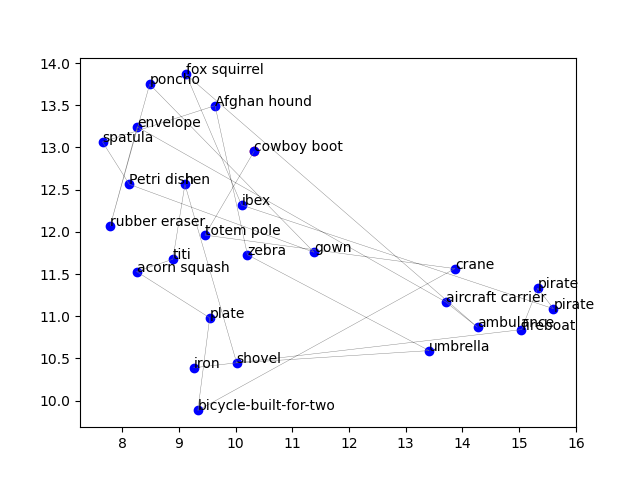 14.0
13.5
13.0
12.5
12.0
11.5
11.0
10.5
10.0
fox squirrel
poncho
Afghan hound
envelope
spatula
cowboy boot
Petri dish
hen
ibex
rubber eraser
totem pole
gown
zebra
titi
acorn squash
crane
pirate
aircraft carrier
pirate
plate
ambulance
fireboat
umbrella
shovel
iron
bicycle-built-for-two
8 9 10 11 12 13 14 15 16